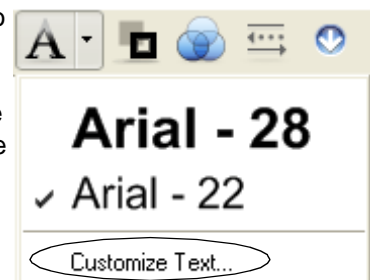 o
A
e
e
Arial - 28
✓ Arial - 22
Customize Text...